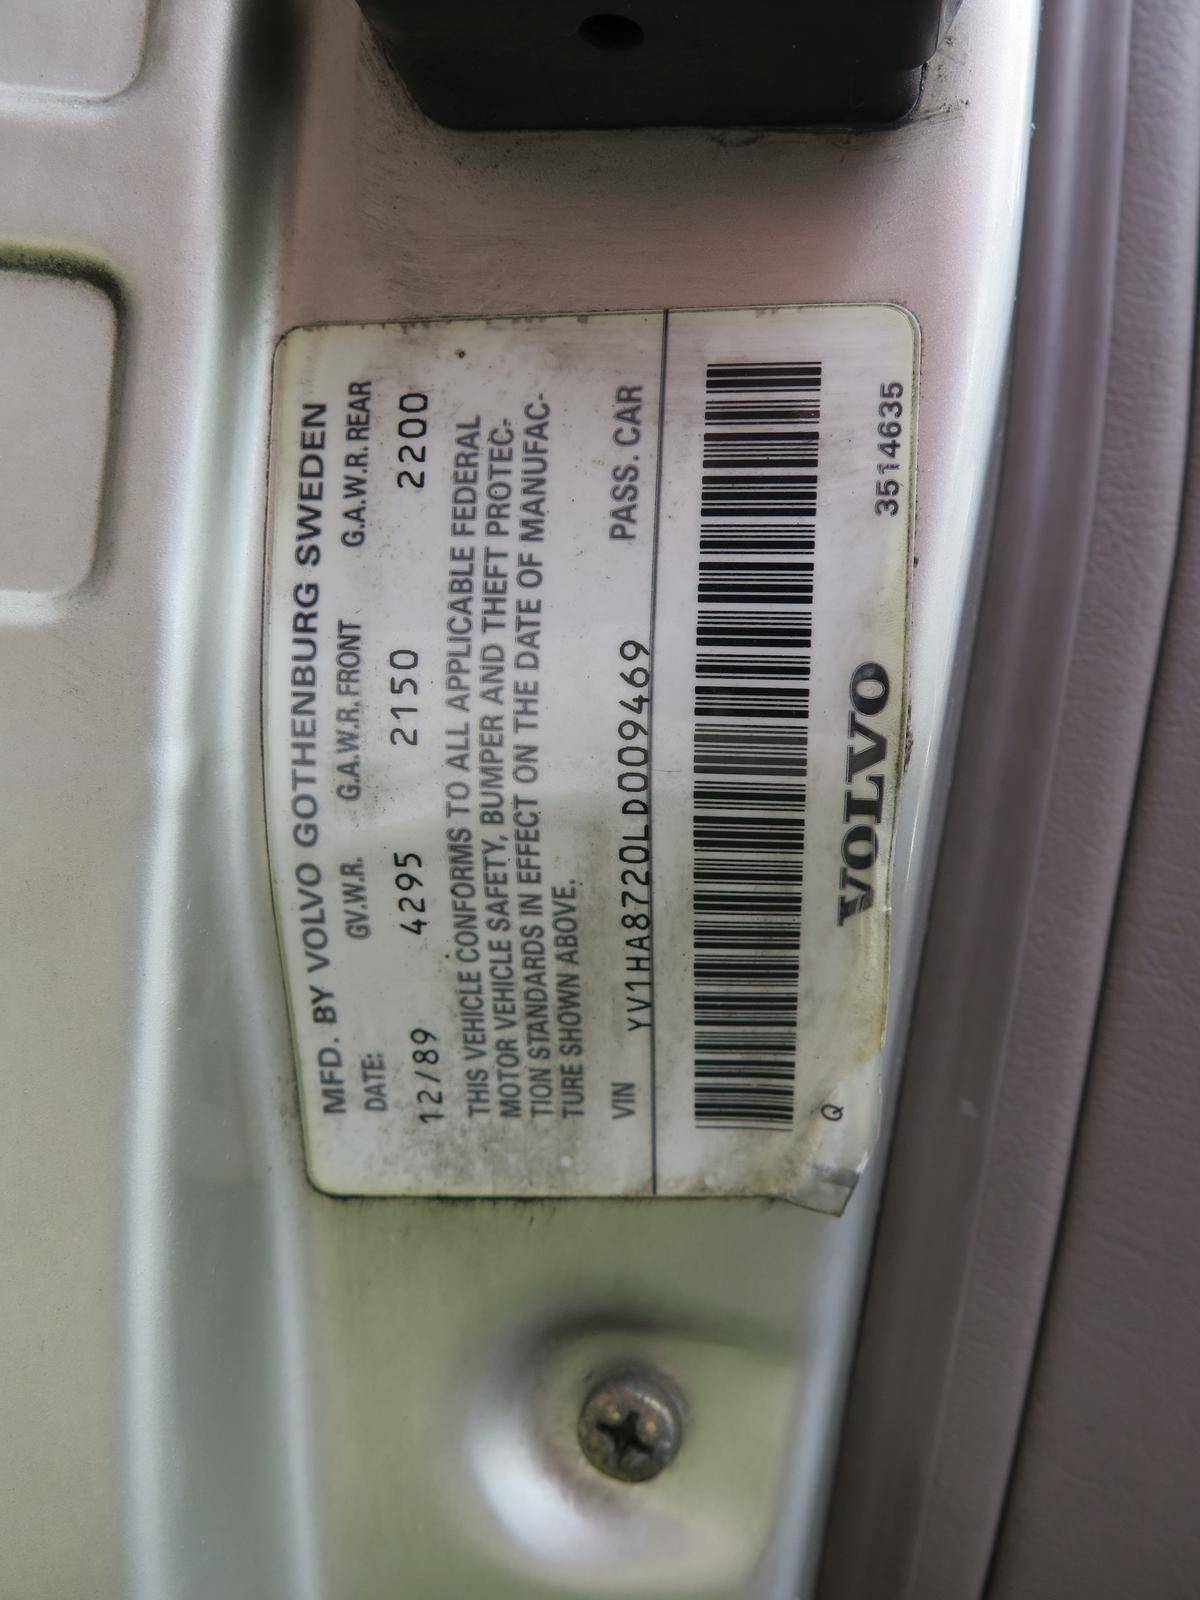 MFD. BY VOLVO GOTHENBURG SWEDEN
DATE: GV.W.R. G.A.W.R. FRONT G.A.W.R. REAR
12/89 4295 2150 2200
THIS VEHICLE CONFORMS TO ALL APPLICABLE FEDERAL
MOTOR VEHICLE SAFETY, BUMPER AND THEFT PROTEC-
TION STANDARDS IN EFFECT ON THE DATE OF MANUFAC-
TURE SHOWN ABOVE.
VIN YV1HA8720LD009469 PASS. CAR
Q VOLVO 3514635